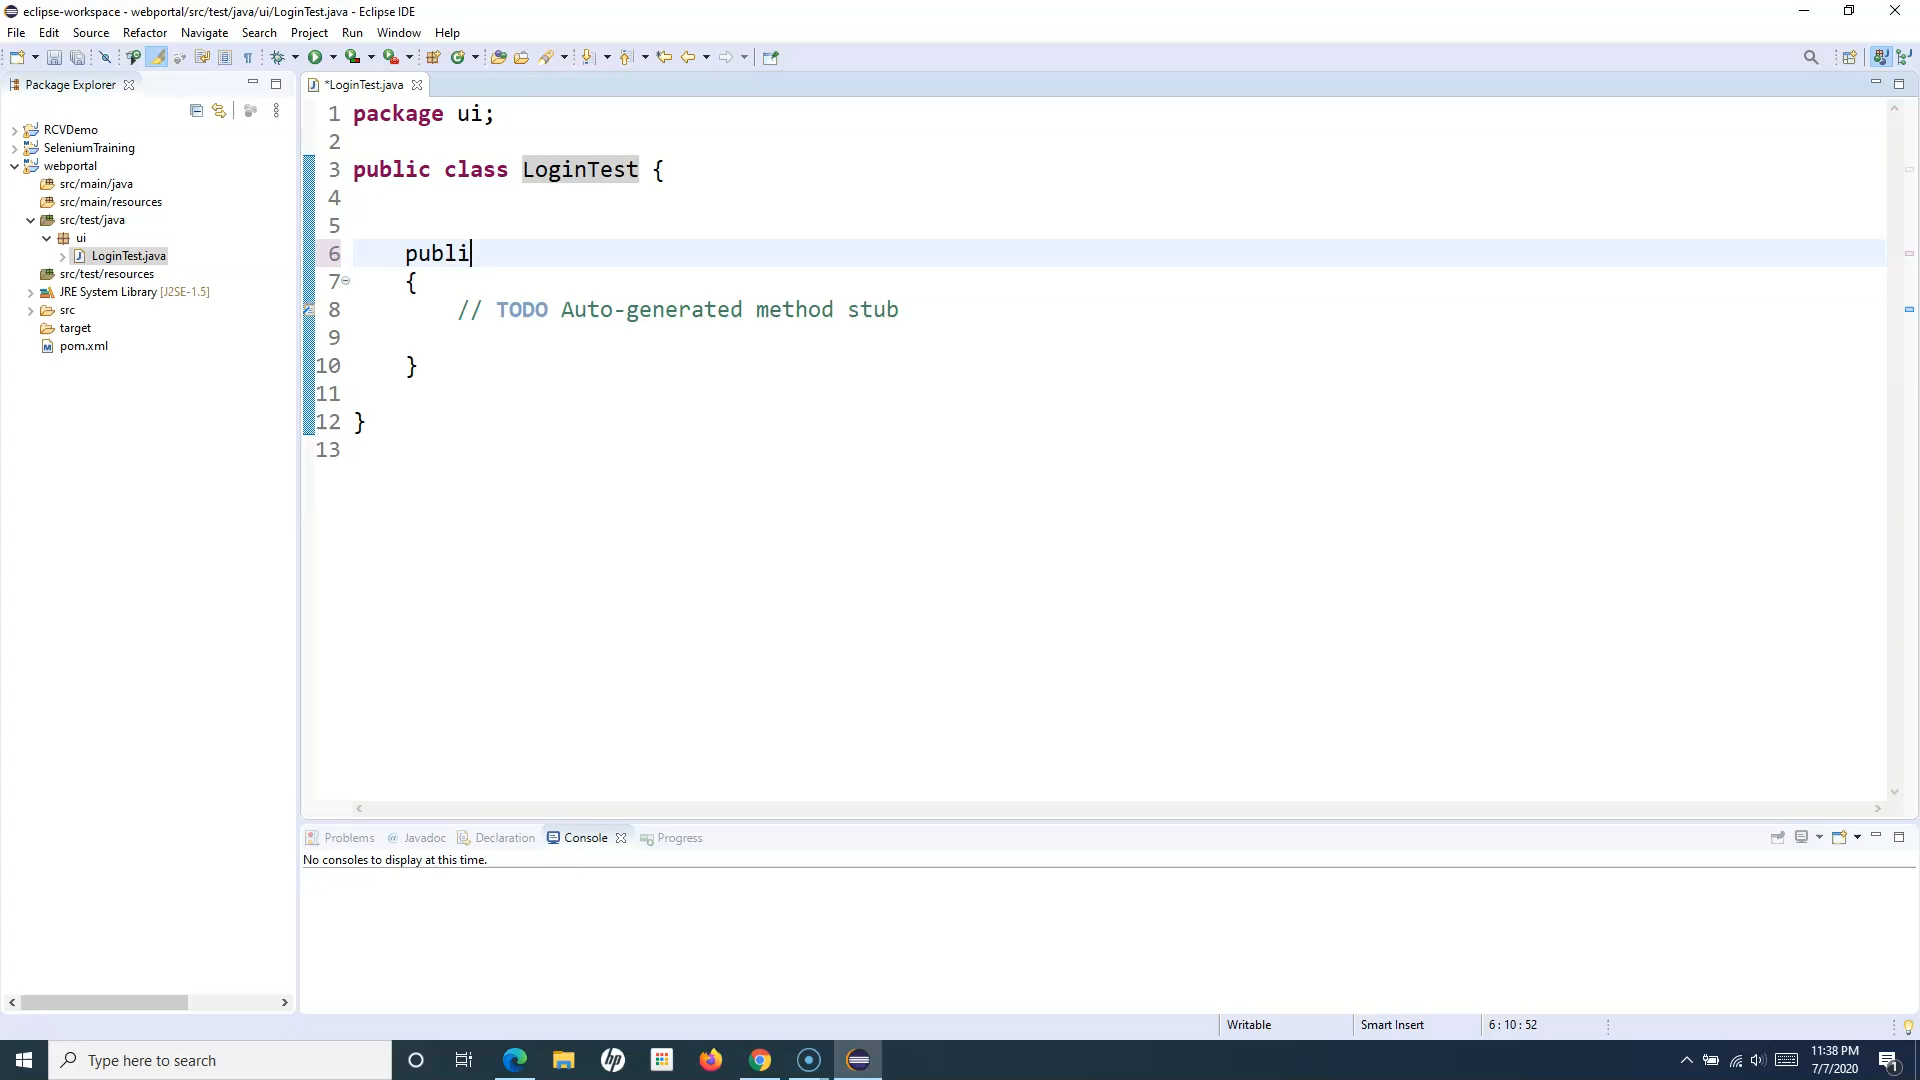 eclipse-workspace - webportal/src/test/java/ui/LoginTest.java - Eclipse IDE
File Edit Source Refactor Navigate Search Project Run Window Help
Package Explorer
*LoginTest.java
RCVDemo
SeleniumTraining
webportal
src/main/java
src/main/resources
src/test/java
ui
LoginTest.java
src/test/resources
JRE System Library [J2SE-1.5]
src
target
pom.xml
1 package ui;
2
3 public class LoginTest {
4
5
6 publi
7 {
8 // TODO Auto-generated method stub
9
10 }
11
12 }
13
Problems @ Javadoc Declaration Console Progress
No consoles to display at this time.
Writable Smart Insert 6 : 10 : 52
Type here to search
hp
11:38 PM
7/7/2020
1